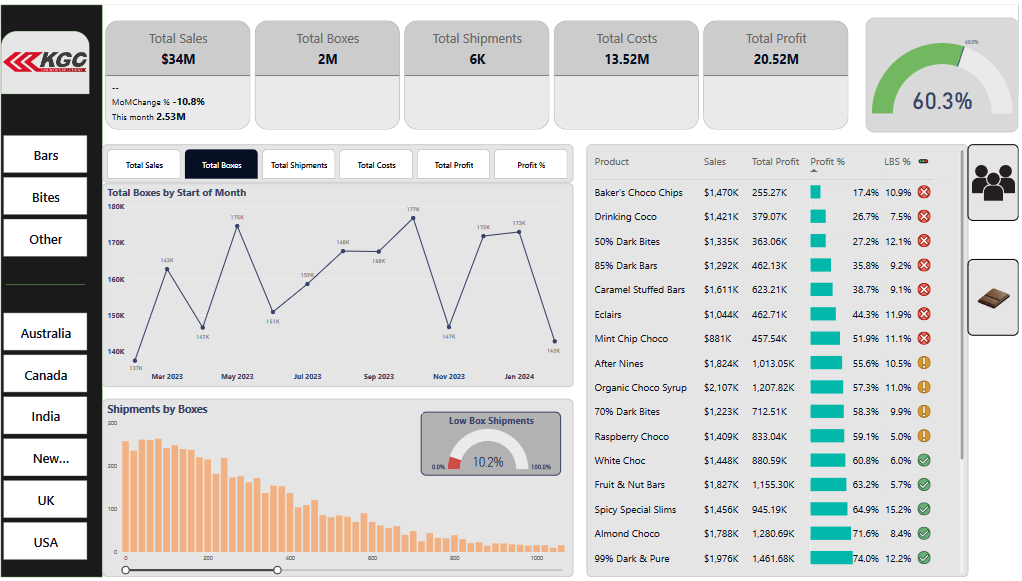 KGC
Bars
Bites
Other
Australia
Canada
India
New...
UK
USA
Total Sales
$34M
--
MoMChange % -10.8%
This month 2.53M
Total Boxes
2M
Total Shipments
6K
Total Costs
13.52M
Total Profit
20.52M
60.0%
60.3%
Total Sales
Total Boxes
Total Shipments
Total Costs
Total Profit
Profit %
Total Boxes by Start of Month
180K
170K
160K
150K
140K
137K
163K
147K
175K
151K
159K
168K
168K
177K
147K
172K
173K
143K
Mar 2023
May 2023
Jul 2023
Sep 2023
Nov 2023
Jan 2024
Shipments by Boxes
Low Box Shipments
0.0%
10.2%
100.0%
300
200
100
0
0
200
400
600
800
1000
Product Sales Total Profit Profit % LBS %
Baker's Choco Chips $1,470K 255.27K 17.4% 10.9%
Drinking Coco $1,421K 379.07K 26.7% 7.5%
50% Dark Bites $1,335K 363.06K 27.2% 12.1%
85% Dark Bars $1,292K 462.13K 35.8% 9.2%
Caramel Stuffed Bars $1,611K 623.21K 38.7% 9.1%
Eclairs $1,044K 462.71K 44.3% 11.9%
Mint Chip Choco $881K 457.54K 51.9% 11.1%
After Nines $1,824K 1,013.05K 55.6% 10.5%
Organic Choco Syrup $2,107K 1,207.82K 57.3% 11.0%
70% Dark Bites $1,223K 712.51K 58.3% 9.9%
Raspberry Choco $1,409K 833.04K 59.1% 5.0%
White Choc $1,448K 880.59K 60.8% 6.0%
Fruit & Nut Bars $1,827K 1,155.30K 63.2% 5.7%
Spicy Special Slims $1,456K 945.19K 64.9% 15.2%
Almond Choco $1,788K 1,280.69K 71.6% 8.4%
99% Dark & Pure $1,976K 1,461.68K 74.0% 12.2%